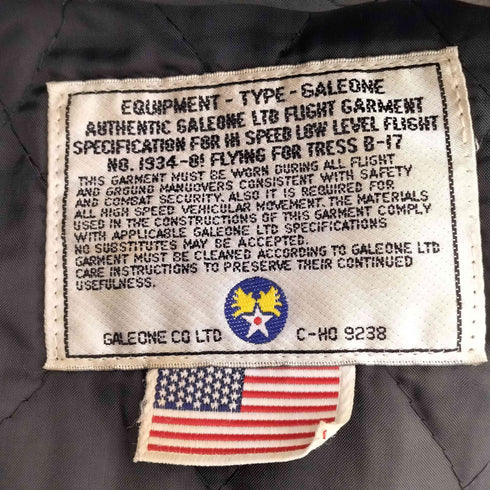 EQUIPMENT - TYPE - GALEONE
AUTHENTIC GALEONE LTD FLIGHT GARMENT
SPECIFICATION FOR HI SPEED LOW LEVEL FLIGHT
NO. 1934-81 FLYING FOR TRESS B-17
THIS GARMENT MUST BE WORN DURING ALL FLIGHT
AND GROUND MANUOVERS CONSISTENT WITH SAFETY
AND COMBAT SECURITY. ALSO IT IS REQUIRED FOR
ALL HIGH SPEED VEHICULAR MOVEMENT. THE MATERIALS
USED IN THE CONSTRUCTIONS OF THIS GARMENT COMPLY
WITH APPLICABLE GALEONE LTD SPECIFICATIONS
NO SUBSTITUTES MAY BE ACCEPTED.
GARMENT MUST BE CLEANED ACCORDING TO GALEONE LTD
CARE INSTRUCTIONS TO PRESERVE THEIR CONTINUED
USEFULNESS.
GALEONE CO LTD C-HO 9238